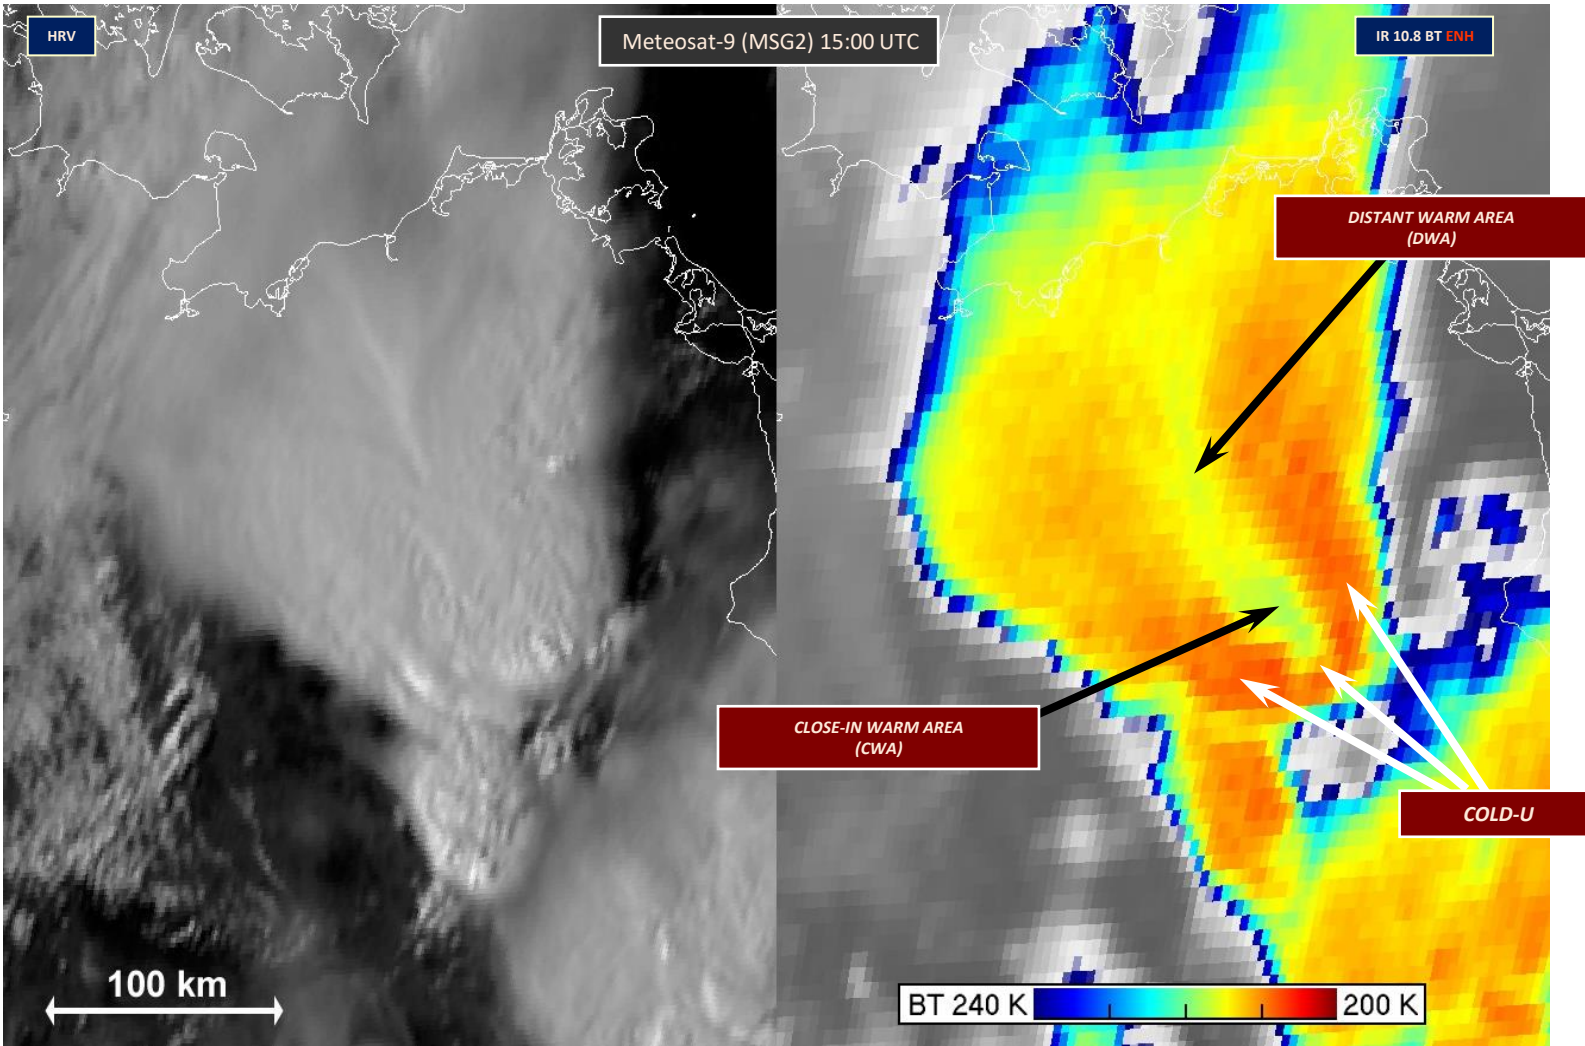 HRV
Meteosat-9 (MSG2) 15:00 UTC
IR 10.8 BT ENH
DISTANT WARM AREA
(DWA)
CLOSE-IN WARM AREA
(CWA)
COLD-U
100 km
BT 240 K
200 K